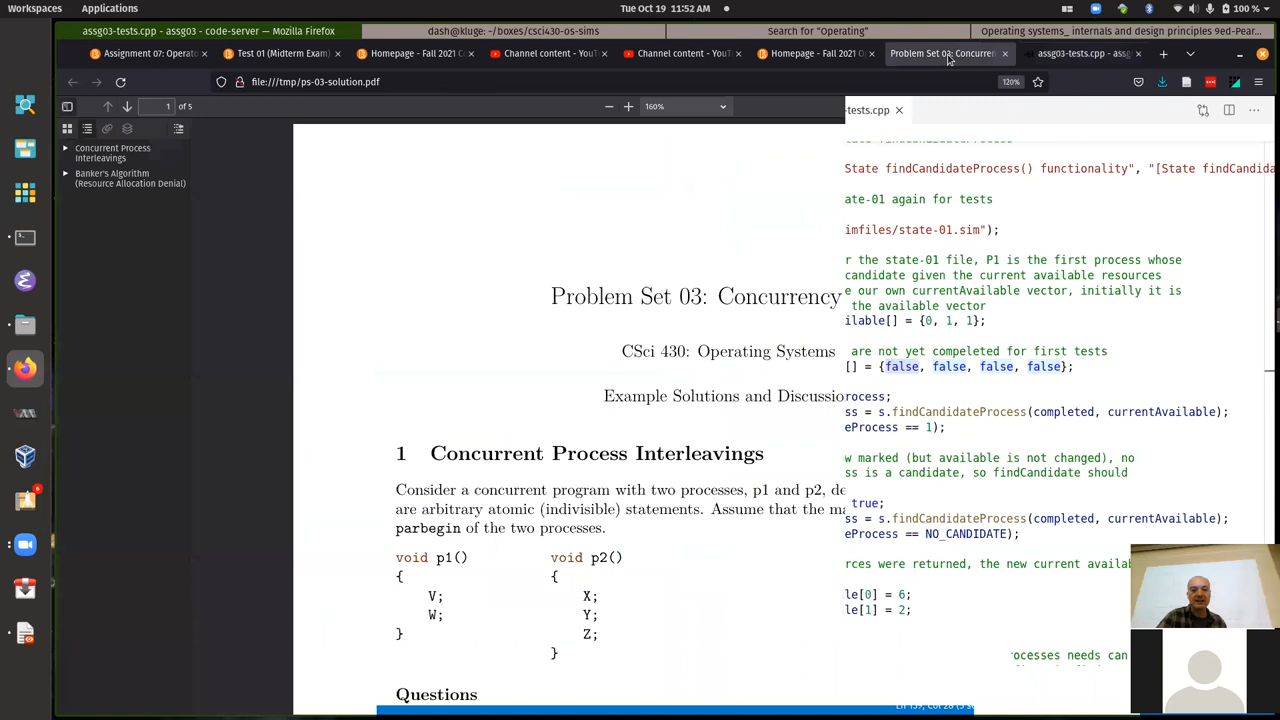 Workspaces Applications Tue Oct 19 11:52 AM 100 %
assg03-tests.cpp - assg03 - code-server — Mozilla Firefox dash@kluge: ~/boxes/csci430-os-sims Search for "Operating" Operating systems_ internals and design principles 9ed-Pear...
Assignment 07: Operato Test 01 (Midterm Exam) Homepage - Fall 2021 C Channel content - YouTu Channel content - YouTu Homepage - Fall 2021 O Problem Set 03: Concurren assg03-tests.cpp - assg
file:///tmp/ps-03-solution.pdf 120%
1 of 5 160%
-tests.cpp
Concurrent Process
Interleavings
Banker's Algorithm
(Resource Allocation Denial)
State findCandidateProcess() functionality", "[State findCandida
ate-01 again for tests
imfiles/state-01.sim");
r the state-01 file, P1 is the first process whose
candidate given the current available resources
e our own currentAvailable vector, initially it is
the available vector
ilable[] = {0, 1, 1};
are not yet compeleted for first tests
[] = {false, false, false, false};
rocess;
ss = s.findCandidateProcess(completed, currentAvailable);
eProcess == 1);
w marked (but available is not changed), no
ss is a candidate, so findCandidate should
true;
ss = s.findCandidateProcess(completed, currentAvailable);
eProcess == NO_CANDIDATE);
rces were returned, the new current availab
le[0] = 6;
le[1] = 2;
rocesses needs can
Problem Set 03: Concurrency
CSci 430: Operating Systems
Example Solutions and Discussio
1 Concurrent Process Interleavings
Consider a concurrent program with two processes, p1 and p2, de
are arbitrary atomic (indivisible) statements. Assume that the ma
parbegin of the two processes.
void p1() void p2()
{ {
V; X;
W; Y;
} Z;
}
Questions